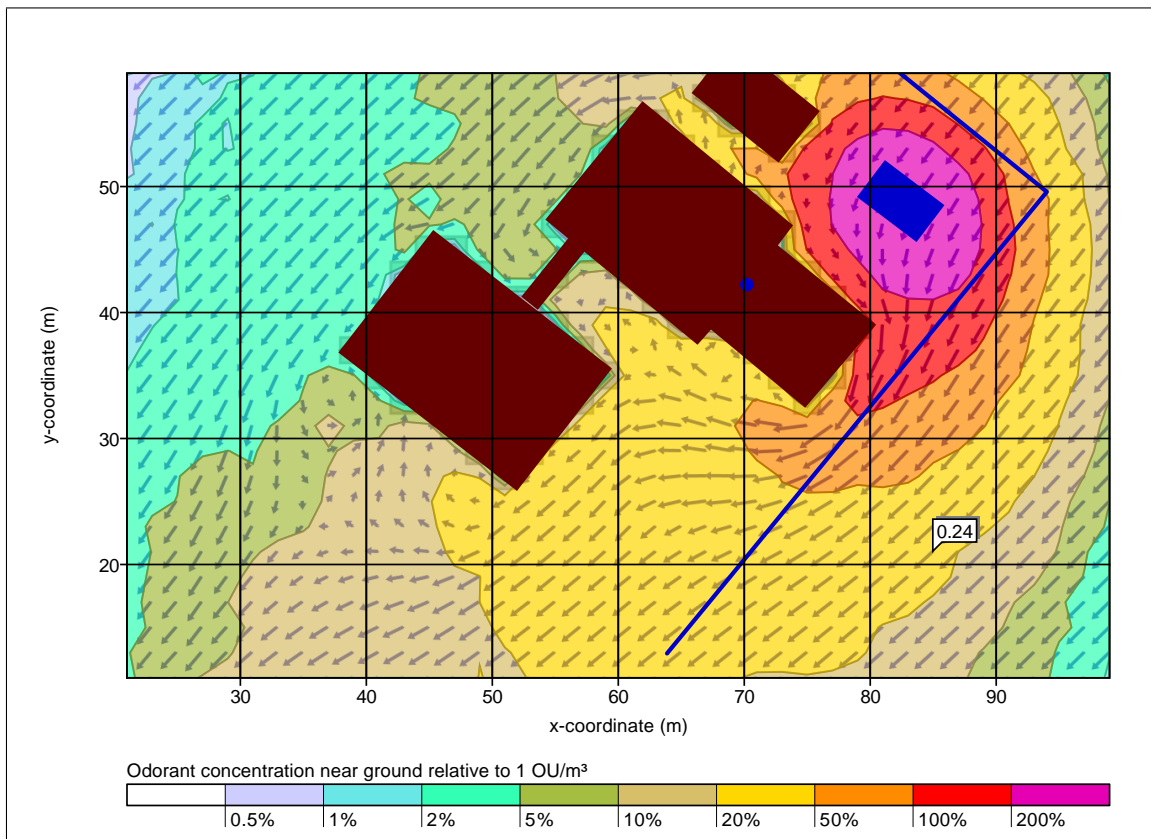 50
40
30
20
y-coordinate (m)
0.24
30 40 50 60 70 80 90
x-coordinate (m)
Odorant concentration near ground relative to 1 OU/m³
0.5% 1% 2% 5% 10% 20% 50% 100% 200%